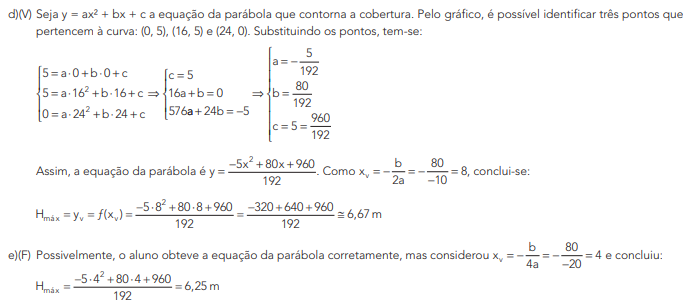 d)(V) Seja y = ax² + bx + c a equação da parábola que contorna a cobertura. Pelo gráfico, é possível identificar três pontos que
pertencem à curva: (0, 5), (16, 5) e (24, 0). Substituindo os pontos, tem-se:
{5 = a·0 + b·0 + c
5 = a·16² + b·16 + c
0 = a·24² + b·24 + c
⇒ {c = 5
16a + b = 0
576a + 24b = –5
⇒ {a = –5/192
b = 80/192
c = 5 = 960/192
Assim, a equação da parábola é y = (–5x² + 80x + 960)/192. Como xᵥ = –b/2a = –80/–10 = 8, conclui-se:
Hₘáₓ = yᵥ = f(xᵥ) = (–5·8² + 80·8 + 960)/192 = (–320 + 640 + 960)/192 ≅ 6,67 m
e)(F) Possivelmente, o aluno obteve a equação da parábola corretamente, mas considerou xᵥ = –b/4a = –80/–20 = 4 e concluiu:
Hₘáₓ = (–5·4² + 80·4 + 960)/192 = 6,25 m